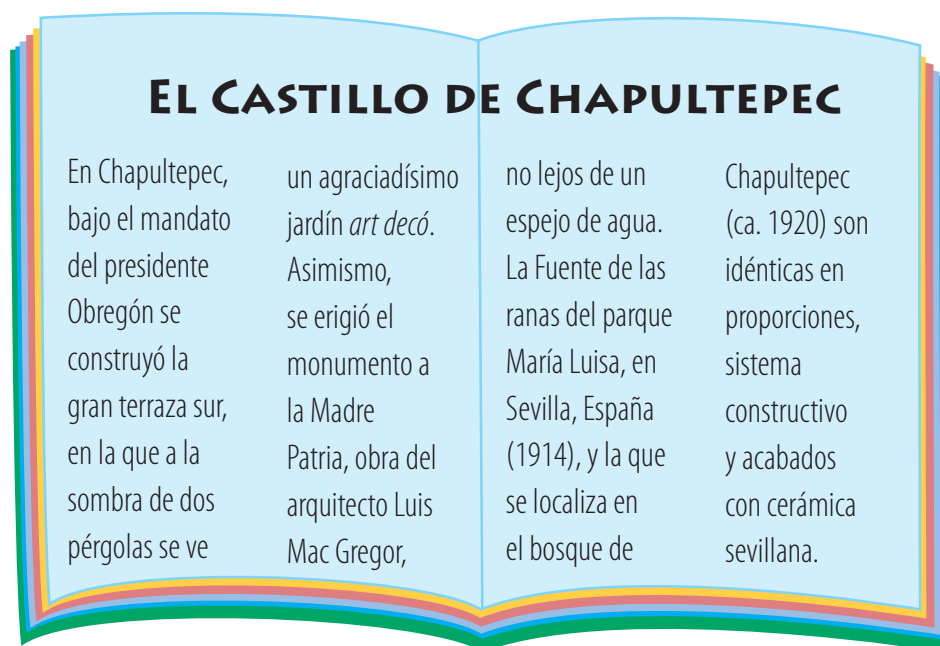 El Castillo de Chapultepec
En Chapultepec,
bajo el mandato
del presidente
Obregón se
construyó la
gran terraza sur,
en la que a la
sombra de dos
pérgolas se ve
un agraciadísimo
jardín art decó.
Asimismo,
se erigió el
monumento a
la Madre
Patria, obra del
arquitecto Luis
Mac Gregor,
no lejos de un
espejo de agua.
La Fuente de las
ranas del parque
María Luisa, en
Sevilla, España
(1914), y la que
se localiza en
el bosque de
Chapultepec
(ca. 1920) son
idénticas en
proporciones,
sistema
constructivo
y acabados
con cerámica
sevillana.